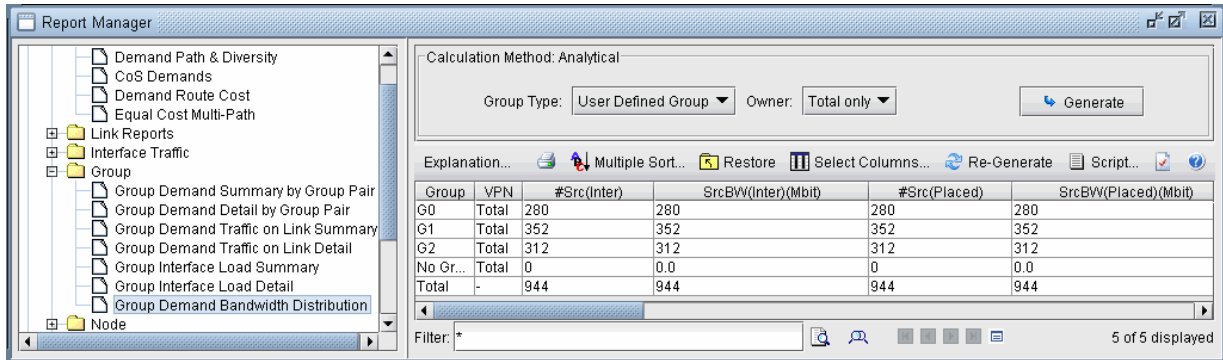 Report Manager
Demand Path & Diversity
CoS Demands
Demand Route Cost
Equal Cost Multi-Path
Link Reports
Interface Traffic
Group
Group Demand Summary by Group Pair
Group Demand Detail by Group Pair
Group Demand Traffic on Link Summary
Group Demand Traffic on Link Detail
Group Interface Load Summary
Group Interface Load Detail
Group Demand Bandwidth Distribution
Node
Calculation Method: Analytical
Group Type: User Defined Group Owner: Total only Generate
Explanation... Multiple Sort... Restore Select Columns... Re-Generate Script...
Group VPN #Src(Inter) SrcBW(Inter)(Mbit) #Src(Placed) SrcBW(Placed)(Mbit)
G0 Total 280 280 280 280
G1 Total 352 352 352 352
G2 Total 312 312 312 312
No Gr... Total 0 0.0 0 0.0
Total - 944 944 944 944
Filter: * 5 of 5 displayed